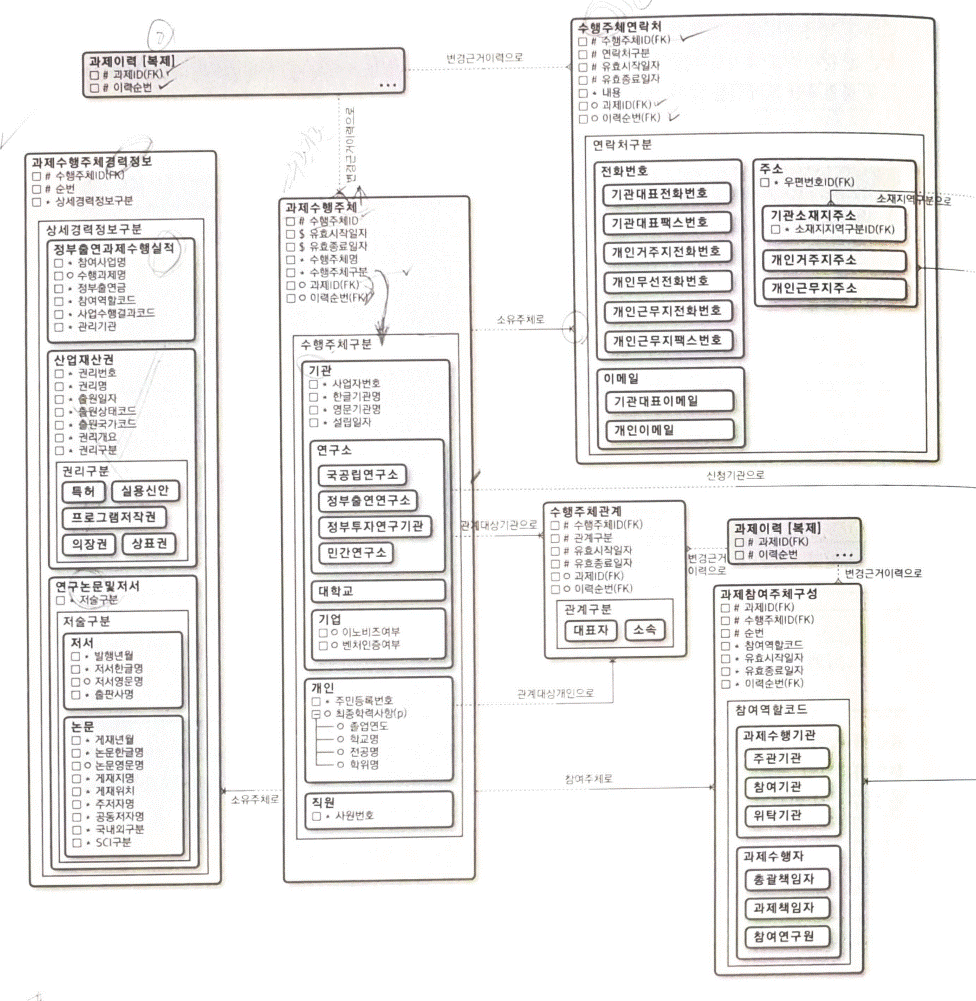 과제이력 [복제]
# 과제ID(FK)
# 이력순번
...
변경근거이력으로
변경근거이력으로
수행주체연락처
# 수행주체ID(FK)
# 연락처구분
# 유효시작일자
# 유효종료일자
* 내용
O 과제ID(FK)
O 이력순번(FK)
연락처구분
전화번호
기관대표전화번호
기관대표팩스번호
개인거주지전화번호
개인무선전화번호
개인근무지전화번호
개인근무지팩스번호
이메일
기관대표이메일
개인이메일
주소
* 우편번호ID(FK)
소재지역구분으로
기관소재지주소
* 소재지지역구분ID(FK)
개인거주지주소
개인근무지주소
과제수행주체경력정보
# 수행주체ID(FK)
# 순번
* 상세경력정보구분
상세경력정보구분
정부출연과제수행실적
* 참여사업명
O 수행과제명
* 정부출연금
* 참여역할코드
* 사업수행결과코드
* 관리기관
산업재산권
* 권리번호
* 권리명
* 출원일자
* 출원상태코드
* 출원국가코드
* 권리개요
* 권리구분
권리구분
특허
실용신안
프로그램저작권
의장권
상표권
연구논문및저서
* 저술구분
저술구분
저서
* 발행년월
* 저서한글명
O 저서영문명
* 출판사명
논문
* 게재년월
* 논문한글명
O 논문영문명
* 게재지명
* 게재위치
* 주저자명
* 공동저자명
* 국내외구분
* SCI구분
소유주체로
과제수행주체
# 수행주체ID
$ 유효시작일자
$ 유효종료일자
* 수행주체명
* 수행주체구분
O 과제ID(FK)
O 이력순번(FK)
수행주체구분
기관
* 사업자번호
* 한글기관명
* 영문기관명
* 설립일자
연구소
국공립연구소
정부출연연구소
정부투자연구기관
민간연구소
대학교
기업
O 이노비즈여부
O 벤처인증여부
개인
* 주민등록번호
O 최종학력사항(p)
O 졸업연도
O 학교명
O 전공명
O 학위명
직원
* 사원번호
소유주체로
신청기관으로
관계대상기관으로
관계대상개인으로
참여주체로
수행주체관계
# 수행주체ID(FK)
# 관계구분
# 유효시작일자
# 유효종료일자
O 과제ID(FK)
O 이력순번(FK)
관계구분
대표자
소속
변경근거
이력으로
과제이력 [복제]
# 과제ID(FK)
# 이력순번
...
변경근거이력으로
과제참여주체구성
# 과제ID(FK)
# 수행주체ID(FK)
# 순번
* 참여역할코드
* 유효시작일자
* 유효종료일자
* 이력순번(FK)
참여역할코드
과제수행기관
주관기관
참여기관
위탁기관
과제수행자
총괄책임자
과제책임자
참여연구원